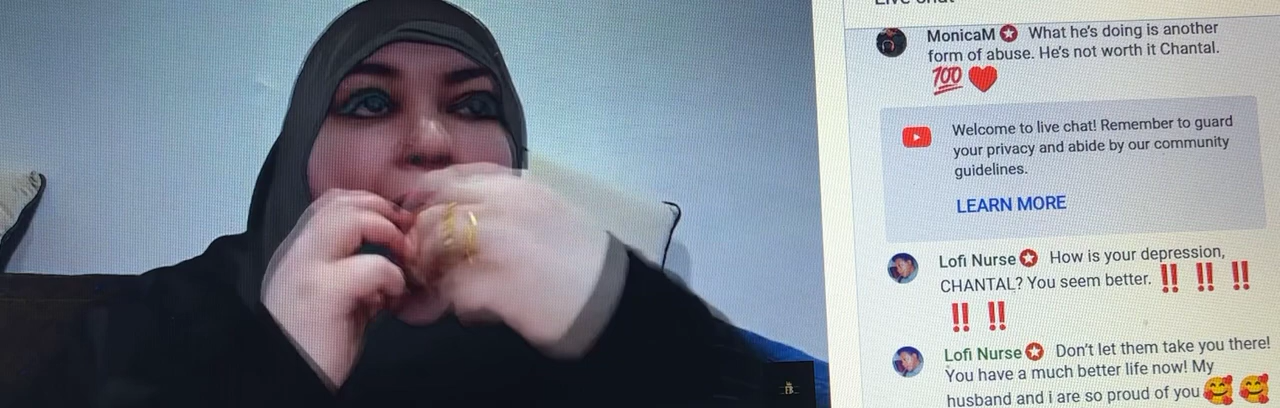 Live chat
MonicaM What he's doing is another
form of abuse. He's not worth it Chantal.
💯❤️
Welcome to live chat! Remember to guard
your privacy and abide by our community
guidelines.
LEARN MORE
Lofi Nurse How is your depression,
CHANTAL? You seem better. ‼️ ‼️ ‼️
‼️ ‼️
Lofi Nurse Don't let them take you there!
You have a much better life now! My
husband and i are so proud of you🥰 🥰